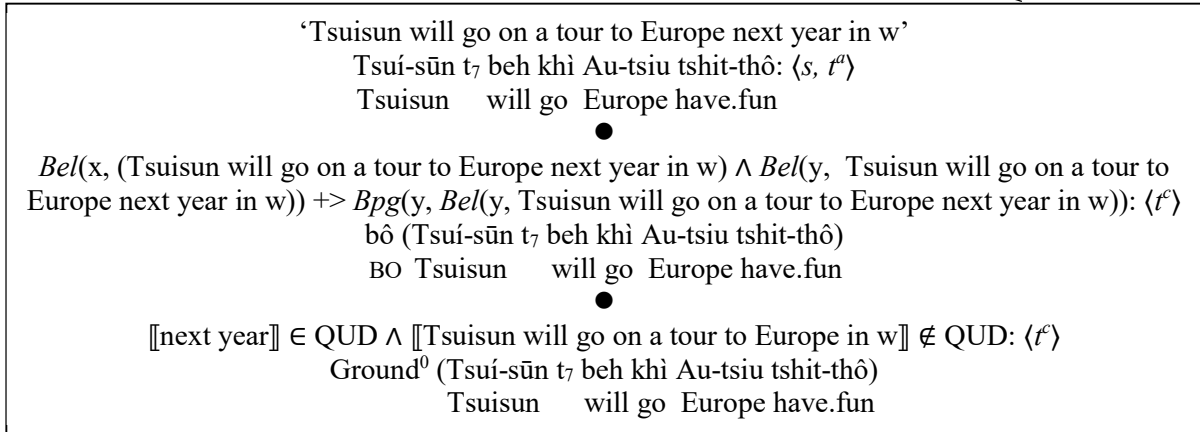 ‘Tsuisun will go on a tour to Europe next year in w’
Tsuí-sūn t₇ beh khì Au-tsiu tshit-thô: ⟨s, tᵃ⟩
Tsuisun will go Europe have.fun
●
Bel(x, (Tsuisun will go on a tour to Europe next year in w) ∧ Bel(y, Tsuisun will go on a tour to
Europe next year in w)) +> Bpg(y, Bel(y, Tsuisun will go on a tour to Europe next year in w)): ⟨tᶜ⟩
bô (Tsuí-sūn t₇ beh khì Au-tsiu tshit-thô)
BO Tsuisun will go Europe have.fun
●
⟦next year⟧ ∈ QUD ∧ ⟦Tsuisun will go on a tour to Europe in w⟧ ∉ QUD: ⟨tᶜ⟩
Ground⁰ (Tsuí-sūn t₇ beh khì Au-tsiu tshit-thô)
Tsuisun will go Europe have.fun